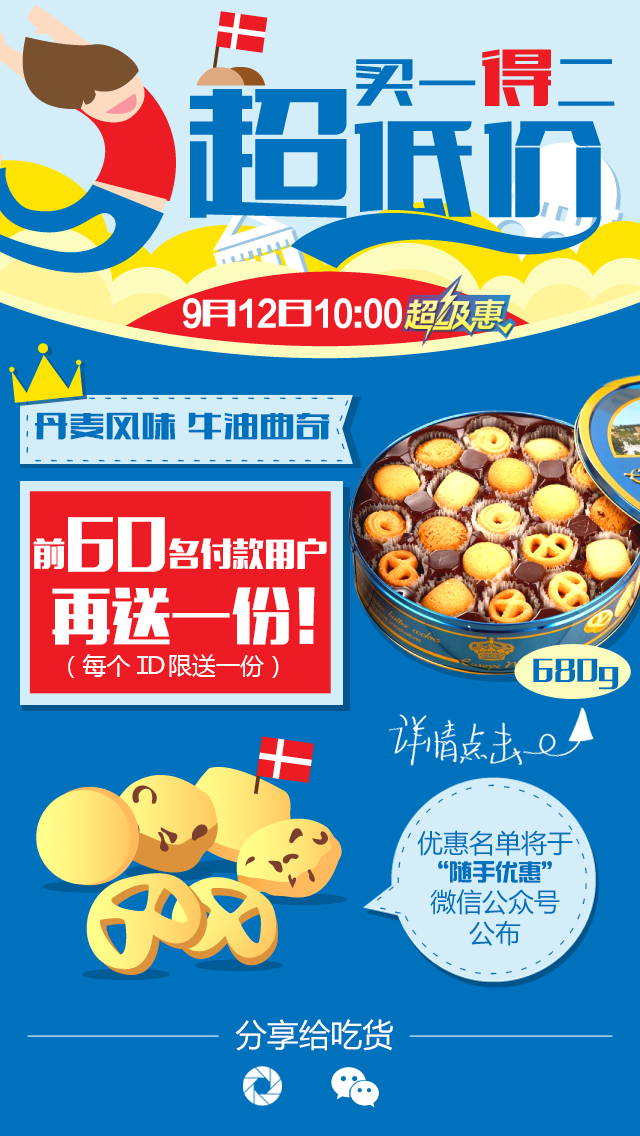 买一得二
超低价
9月12日10:00超级惠
丹麦风味 牛油曲奇
前60名付款用户
再送一份!
（每个ID限送一份）
680g
详情点击
优惠名单将于
“随手优惠”
微信公众号
公布
分享给吃货